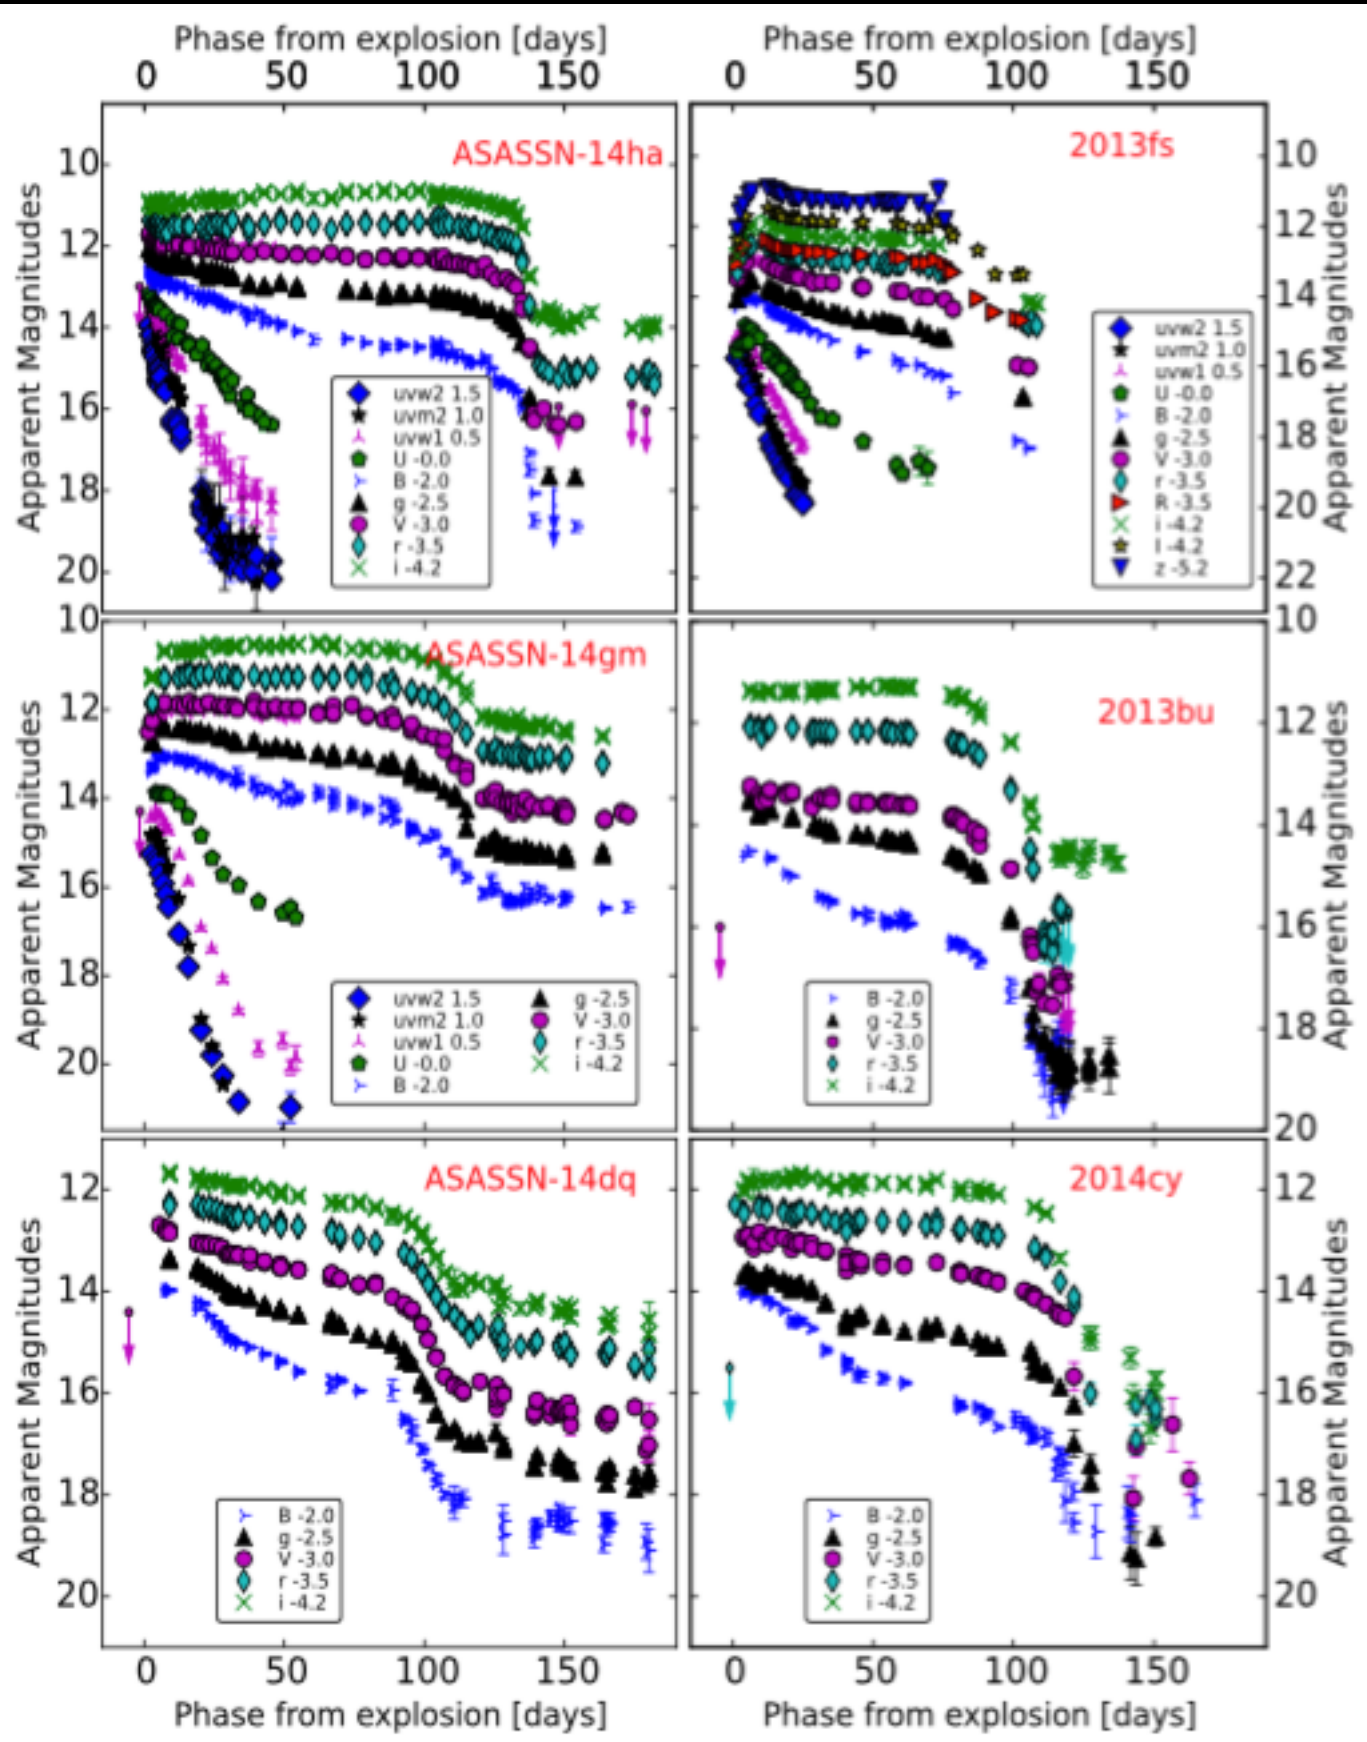 Phase from explosion [days]
Phase from explosion [days]
0 50 100 150
0 50 100 150
ASASSN-14ha
Apparent Magnitudes
10
12
14
16
18
20
uvw2 1.5
uvm2 1.0
uvw1 0.5
U -0.0
B -2.0
g -2.5
V -3.0
r -3.5
i -4.2
2013fs
Apparent Magnitudes
10
12
14
16
18
20
22
uvw2 1.5
uvm2 1.0
uvw1 0.5
U -0.0
B -2.0
g -2.5
V -3.0
r -3.5
R -3.5
i -4.2
I -4.2
z -5.2
ASASSN-14gm
Apparent Magnitudes
10
12
14
16
18
20
uvw2 1.5
uvm2 1.0
uvw1 0.5
U -0.0
B -2.0
g -2.5
V -3.0
r -3.5
i -4.2
2013bu
Apparent Magnitudes
10
12
14
16
18
20
B -2.0
g -2.5
V -3.0
r -3.5
i -4.2
ASASSN-14dq
Apparent Magnitudes
12
14
16
18
20
B -2.0
g -2.5
V -3.0
r -3.5
i -4.2
2014cy
Apparent Magnitudes
12
14
16
18
20
B -2.0
g -2.5
V -3.0
r -3.5
i -4.2
0 50 100 150
0 50 100 150
Phase from explosion [days]
Phase from explosion [days]